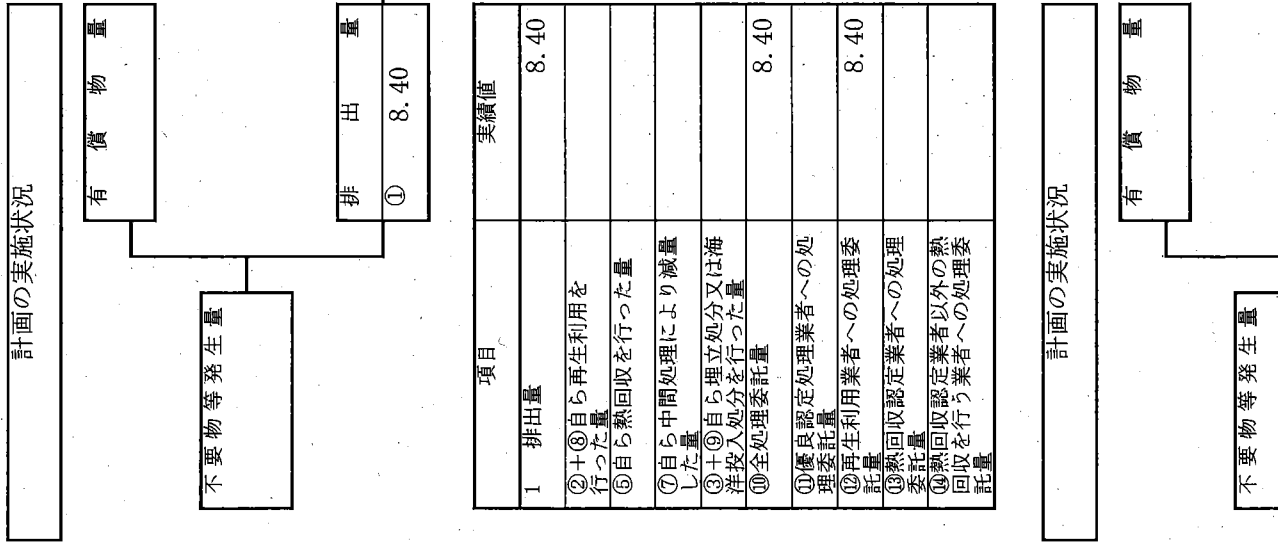 計画の実施状況
有償物量
不要物等発生量
排出量
① 8.40
項目 実績値
1 排出量 8.40
②+⑧自ら再生利用を
行った量
⑤自ら熱回収を行った量
⑦自ら中間処理により減量
した量
③+⑨自ら埋立処分又は海
洋投入処分を行った量
⑩全処理委託量 8.40
⑪優良認定処理業者への処
理委託量
⑫再生利用業者への処理委
託量 8.40
⑬熱回収認定業者への処理
委託量
⑭熱回収認定業者以外の熱
回収を行う業者への処理委
託量
計画の実施状況
有償物量
不要物等発生量